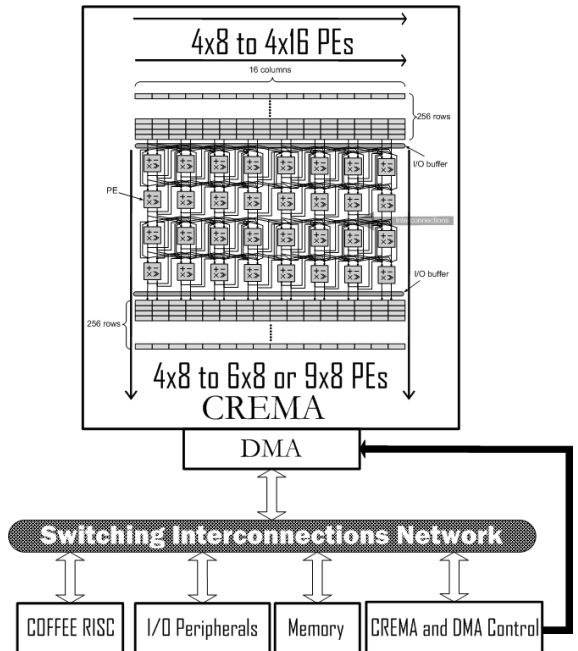 4x8 to 4x16 PEs
16 columns
256 rows
I/O buffer
PE
interconnections
I/O buffer
256 rows
4x8 to 6x8 or 9x8 PEs
CREMA
DMA
Switching Interconnections Network
COFFEE RISC
I/O Peripherals
Memory
CREMA and DMA Control